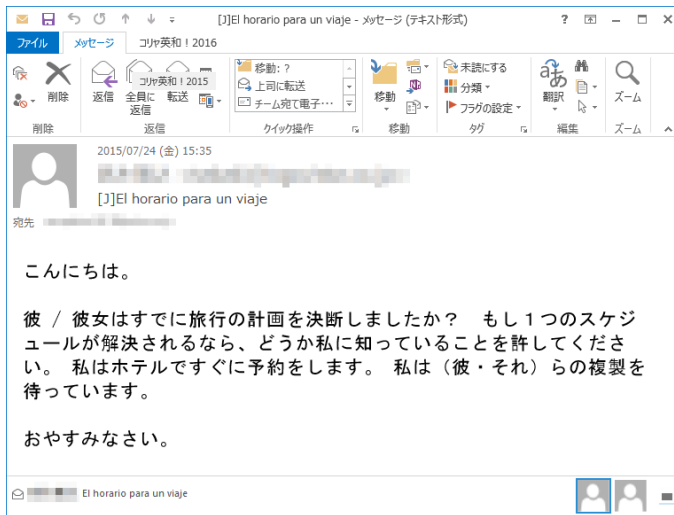 [J]El horario para un viaje - メッセージ (テキスト形式)
ファイル メッセージ コリャ英和！2016
コリャ英和！2015
削除
返信 全員に返信 転送
移動: ?
上司に転送
チーム宛て電子…
移動
未読にする
分類
フラグの設定
翻訳
ズーム
削除 返信 クイック操作 移動 タグ 編集 ズーム
2015/07/24 (金) 15:35
[J]El horario para un viaje
宛先
こんにちは。
彼 / 彼女はすでに旅行の計画を決断しましたか？ もし１つのスケジ
ュールが解決されるなら、どうか私に知っていることを許してくださ
い。 私はホテルですぐに予約をします。 私は（彼・それ）らの複製を
待っています。
おやすみなさい。
El horario para un viaje